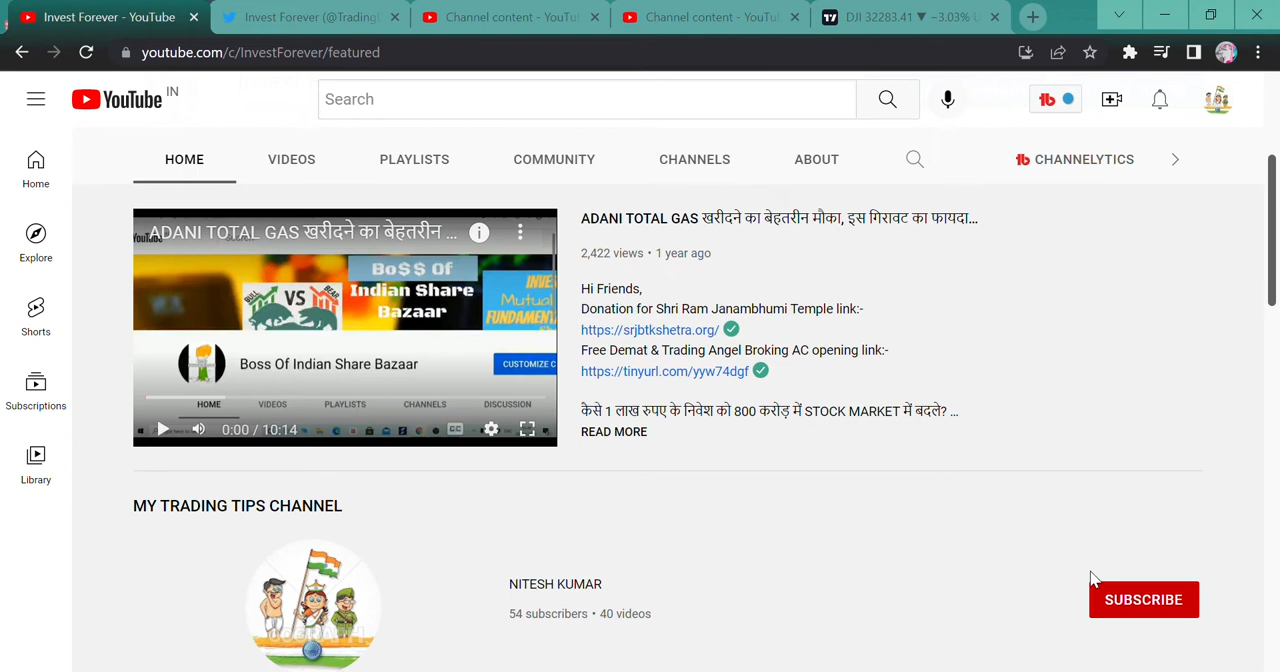 Invest Forever - YouTube
Invest Forever (@Trading
Channel content - YouTu
Channel content - YouTu
DJI 32283.41 ▼ −3.03% U
youtube.com/c/InvestForever/featured
YouTube IN
Search
HOME VIDEOS PLAYLISTS COMMUNITY CHANNELS ABOUT CHANNELYTICS
Home
Explore
Shorts
Subscriptions
Library
ADANI TOTAL GAS खरीदने का बेहतरीन ...
Bo$$ Of
Indian Share
Bazaar
VS
INVE
Mutual
FUNDAMENT
Boss Of Indian Share Bazaar
CUSTOMIZE C
HOME VIDEOS PLAYLISTS CHANNELS DISCUSSION
0:00 / 10:14
CC
ADANI TOTAL GAS खरीदने का बेहतरीन मौका, इस गिरावट का फायदा...
2,422 views • 1 year ago
Hi Friends,
Donation for Shri Ram Janambhumi Temple link:-
https://srjbtkshetra.org/
Free Demat & Trading Angel Broking AC opening link:-
https://tinyurl.com/yyw74dgf
कैसे 1 लाख रुपए के निवेश को 800 करोड़ में STOCK MARKET में बदले? ...
READ MORE
MY TRADING TIPS CHANNEL
NITESH KUMAR
54 subscribers • 40 videos
SUBSCRIBE